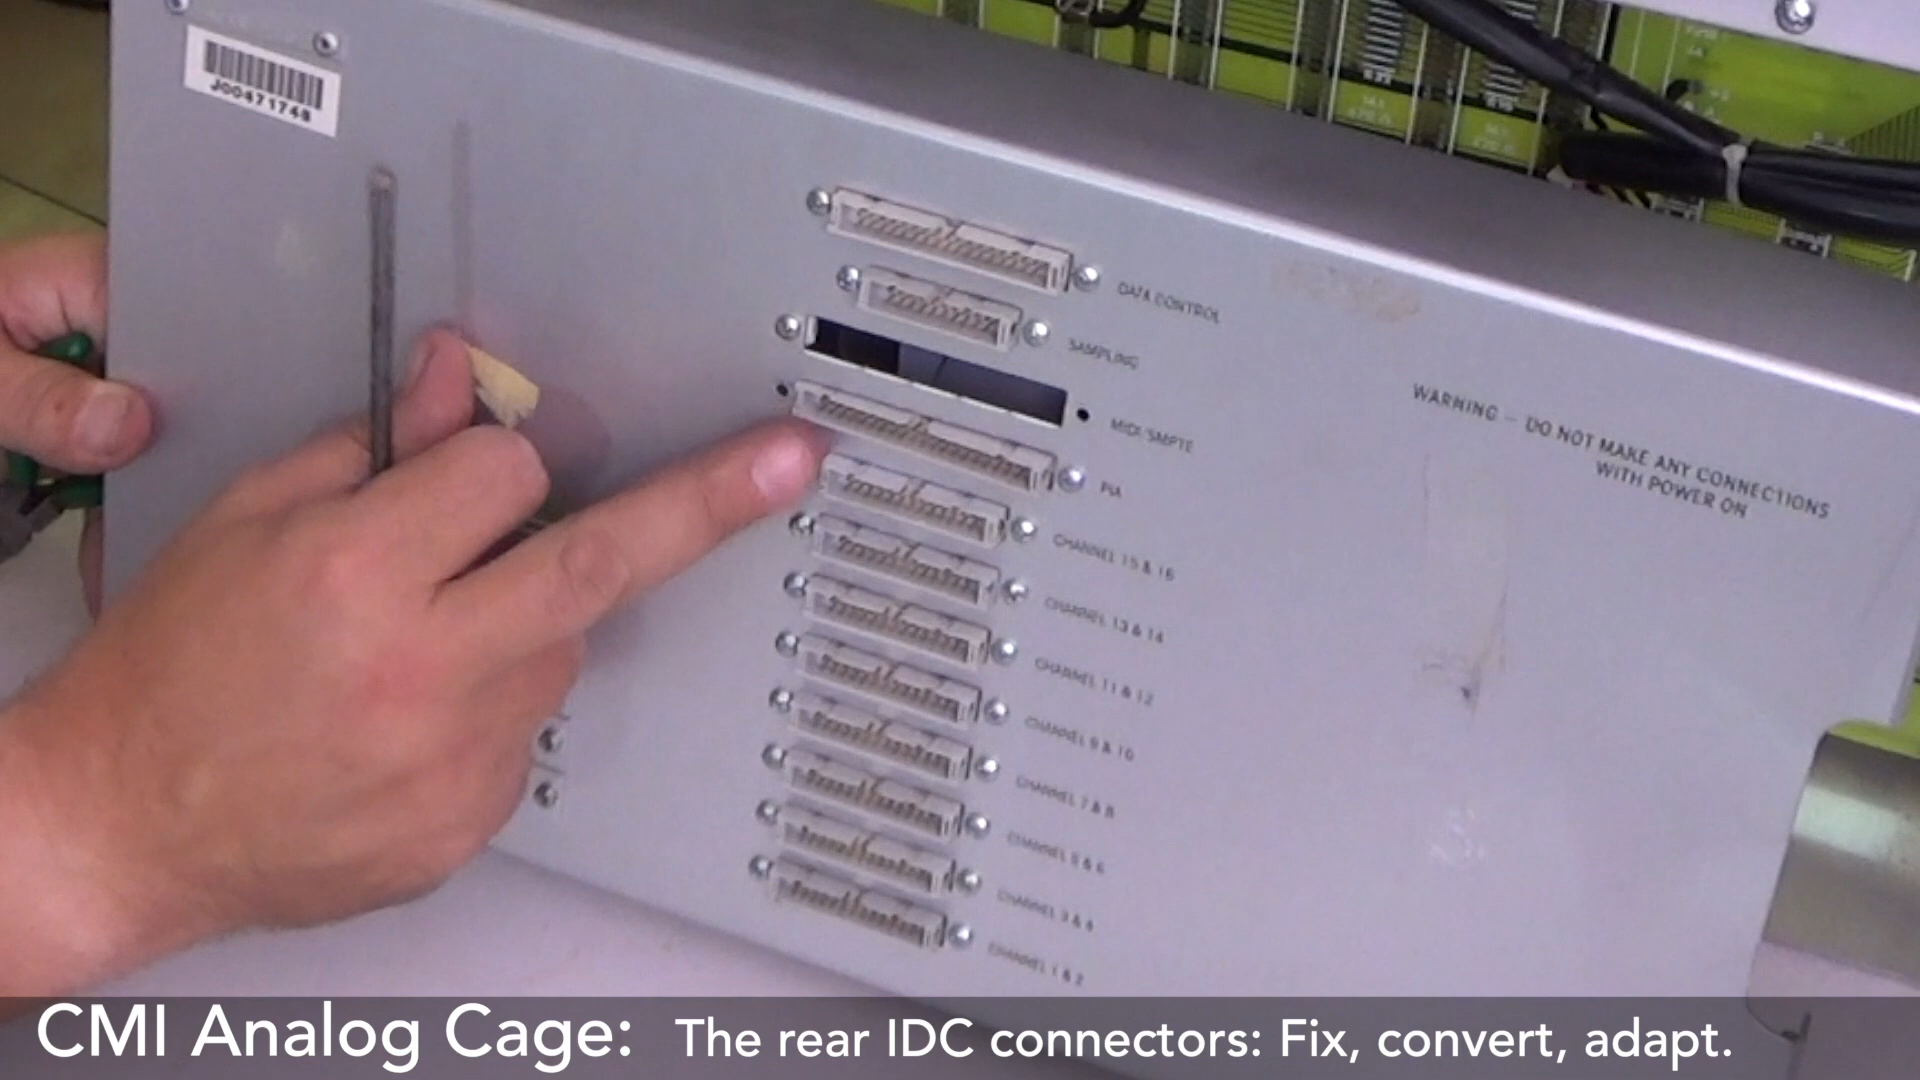 J00471748
DATA CONTROL
SAMPLING
MIDI SMPTE
PIA
CHANNEL 15 & 16
CHANNEL 13 & 14
CHANNEL 11 & 12
CHANNEL 9 & 10
CHANNEL 7 & 8
CHANNEL 5 & 6
CHANNEL 3 & 4
CHANNEL 1 & 2
WARNING – DO NOT MAKE ANY CONNECTIONS
WITH POWER ON
CMI Analog Cage: The rear IDC connectors: Fix, convert, adapt.